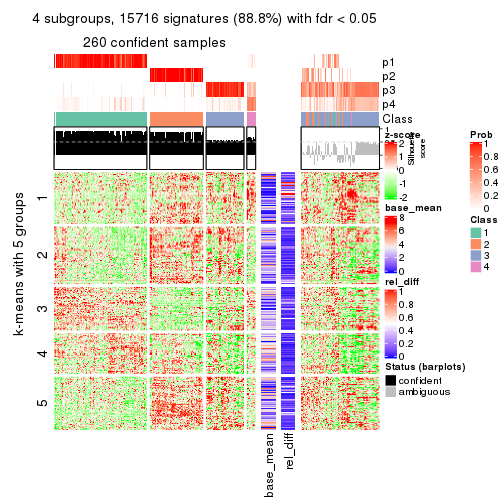 4 subgroups, 15716 signatures (88.8%) with fdr < 0.05
260 confident samples
p1
p2
p3
p4
Class
1
Silhouette
score
k-means with 5 groups
1
2
3
4
5
base_mean
rel_diff
z-score
2
1
0
-1
-2
base_mean
8
6
4
2
0
rel_diff
1
0.8
0.6
0.4
0.2
0
Status (barplots)
confident
ambiguous
Prob
1
0.8
0.6
0.4
0.2
0
Class
1
2
3
4